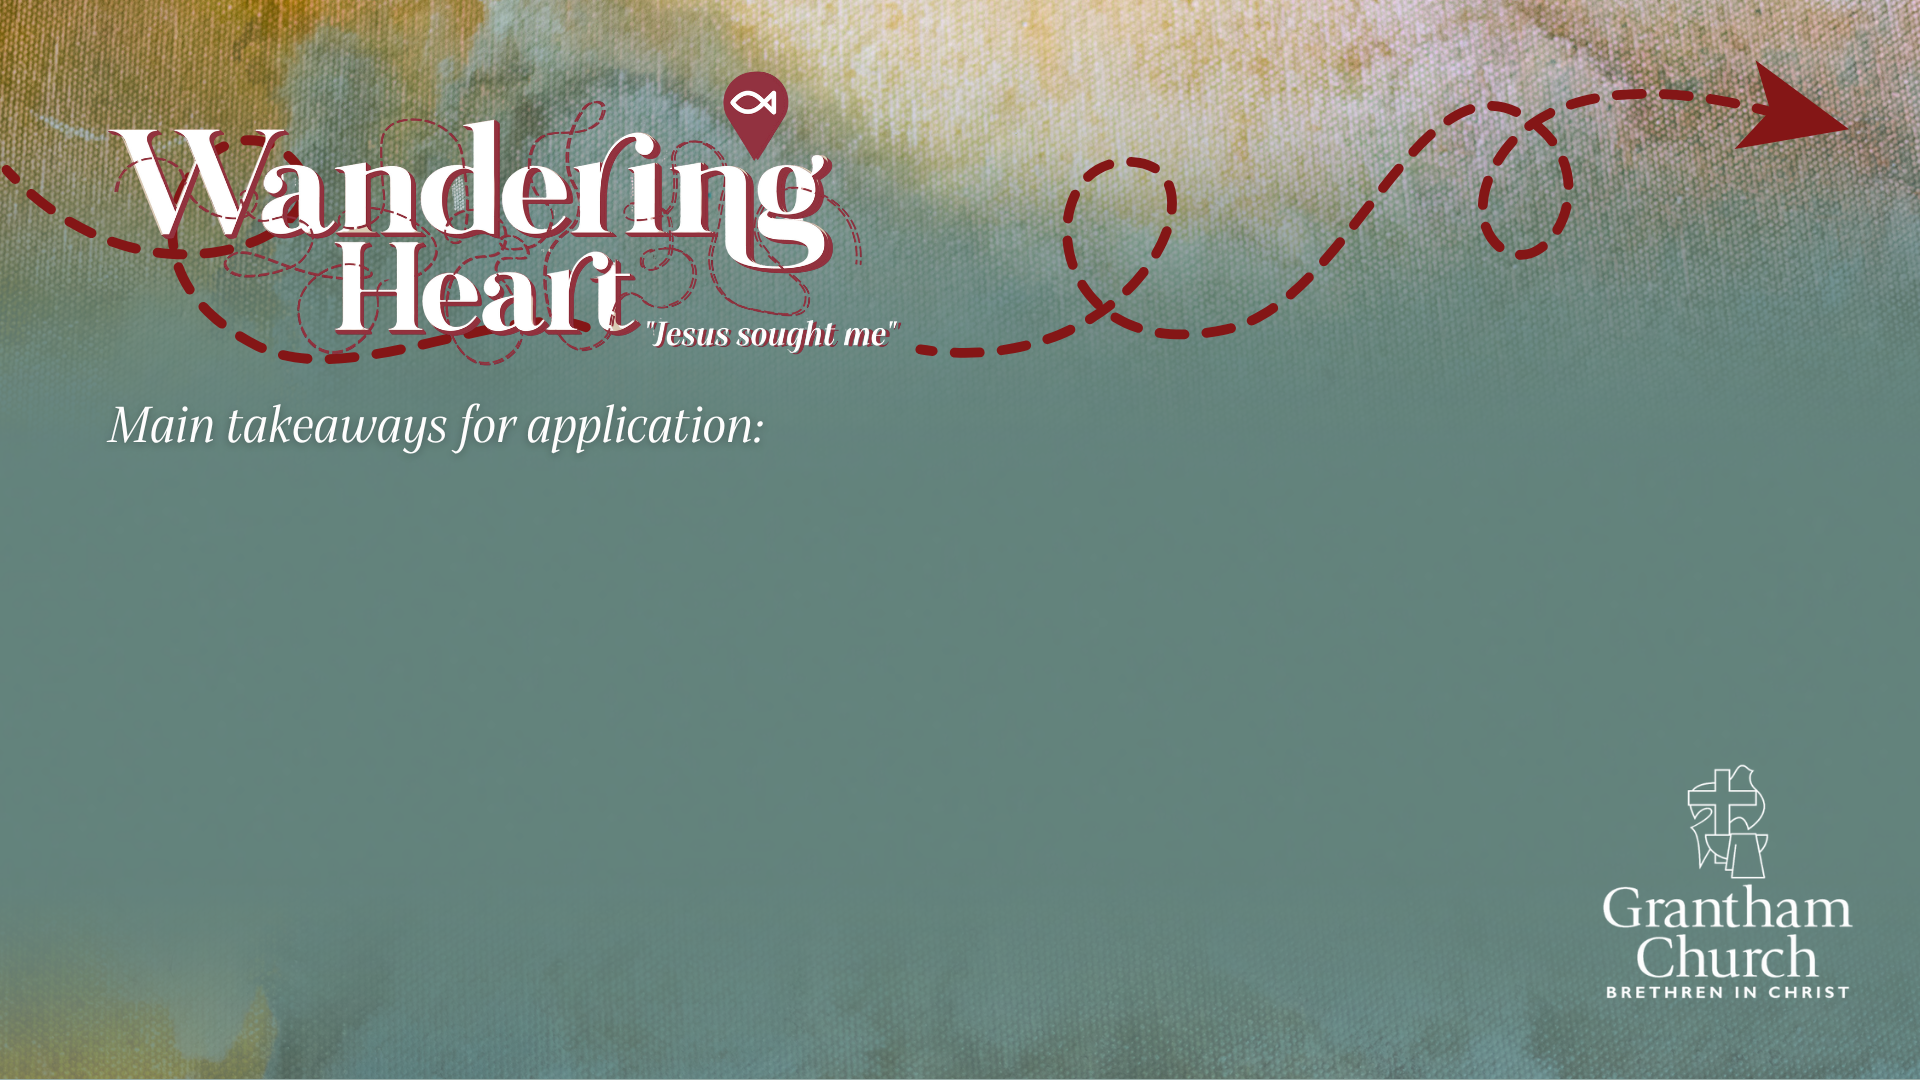 Wandering
Heart
"Jesus sought me"
Main takeaways for application:
Grantham
Church
BRETHREN IN CHRIST